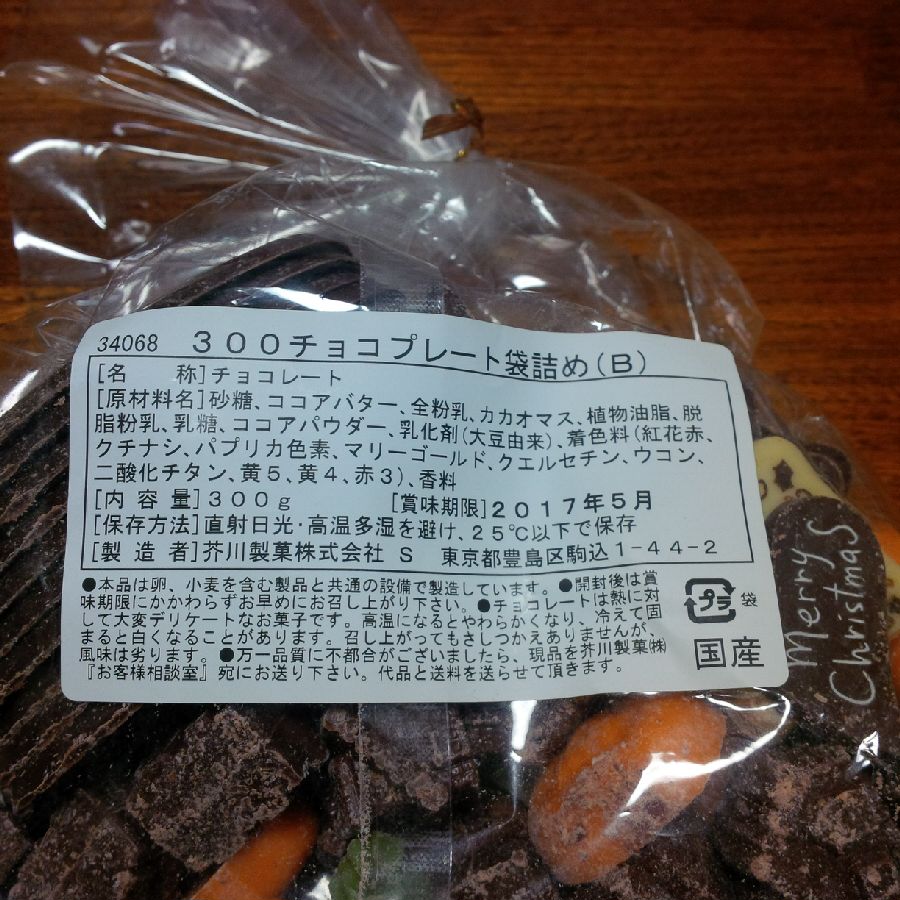 34068 300チョコプレート袋詰め(B)
[名 称]チョコレート
[原材料名]砂糖、ココアバター、全粉乳、カカオマス、植物油脂、脱
脂粉乳、乳糖、ココアパウダー、乳化剤(大豆由来)、着色料(紅花赤、
クチナシ、パプリカ色素、マリーゴールド、クエルセチン、ウコン、
二酸化チタン、黄5、黄4、赤3)、香料
[内 容 量]300g [賞味期限]2017年5月
[保存方法]直射日光・高温多湿を避け、25℃以下で保存
[製 造 者]芥川製菓株式会社 S 東京都豊島区駒込1-44-2
●本品は卵、小麦を含む製品と共通の設備で製造しています。●開封後は賞
味期限にかかわらずお早めにお召し上がり下さい。●チョコレートは熱に対
して大変デリケートなお菓子です。高温になるとやわらかくなり、冷えて固
まると白くなることがあります。召し上がってもさしつかえありませんが、
風味は劣ります。●万一品質に不都合がございましたら、現品を芥川製菓㈱
『お客様相談室』宛にお送り下さい。代品と送料を送らせて頂きます。
プラ 袋
国産
Merry
Christmas